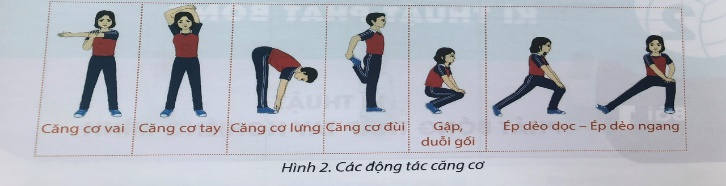 Căng cơ vai
Căng cơ tay
Căng cơ lưng
Căng cơ đùi
Gập,
duỗi gối
Ép dẻo dọc – Ép dẻo ngang
Hình 2. Các động tác căng cơ